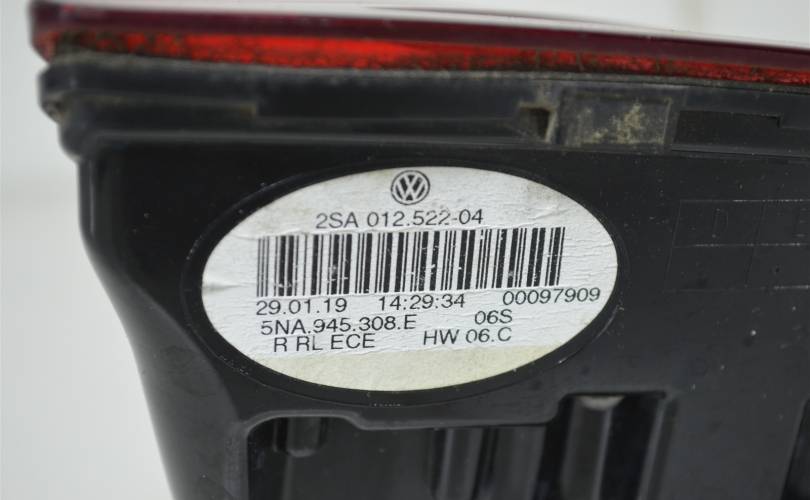 2SA 012.522-04
29.01.19 14:29:34 00097909
5NA.945.308.E 06S
R RL ECE HW 06.C